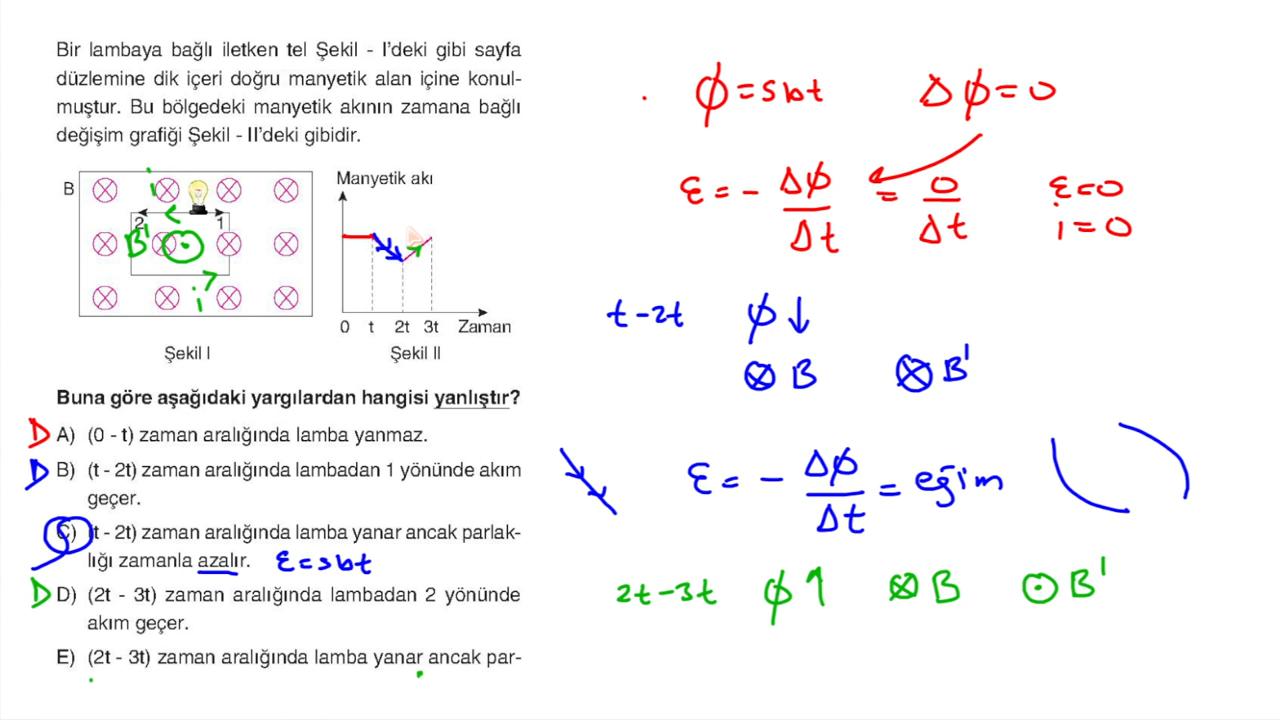 Bir lambaya bağlı iletken tel Şekil - I'deki gibi sayfa
düzlemine dik içeri doğru manyetik alan içine konul-
muştur. Bu bölgedeki manyetik akının zamana bağlı
değişim grafiği Şekil - II'deki gibidir.
B
i
2
1
B'
i
Şekil I
Manyetik akı
0 t 2t 3t Zaman
Şekil II
Buna göre aşağıdaki yargılardan hangisi yanlıştır?
D A) (0 - t) zaman aralığında lamba yanmaz.
D B) (t - 2t) zaman aralığında lambadan 1 yönünde akım
geçer.
C) (t - 2t) zaman aralığında lamba yanar ancak parlak-
lığı zamanla azalır. ε = sbt
D D) (2t - 3t) zaman aralığında lambadan 2 yönünde
akım geçer.
E) (2t - 3t) zaman aralığında lamba yanar ancak par-
ϕ = sbt Δϕ = 0
ε = - Δϕ/Δt = 0/Δt ε = 0
i = 0
t - 2t ϕ ↓
⊗ B ⊗ B'
ε = - Δϕ/Δt = eğim
2t - 3t ϕ ↑ ⊗ B ⊙ B'